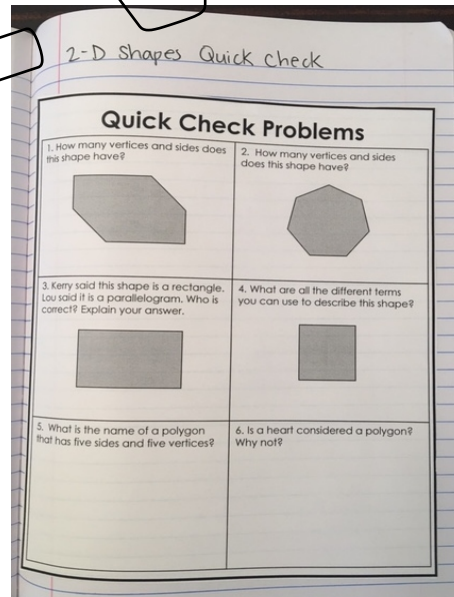 2-D Shapes Quick Check
Quick Check Problems
1. How many vertices and sides does
this shape have?
2. How many vertices and sides
does this shape have?
3. Kerry said this shape is a rectangle.
Lou said it is a parallelogram. Who is
correct? Explain your answer.
4. What are all the different terms
you can use to describe this shape?
5. What is the name of a polygon
that has five sides and five vertices?
6. Is a heart considered a polygon?
Why not?